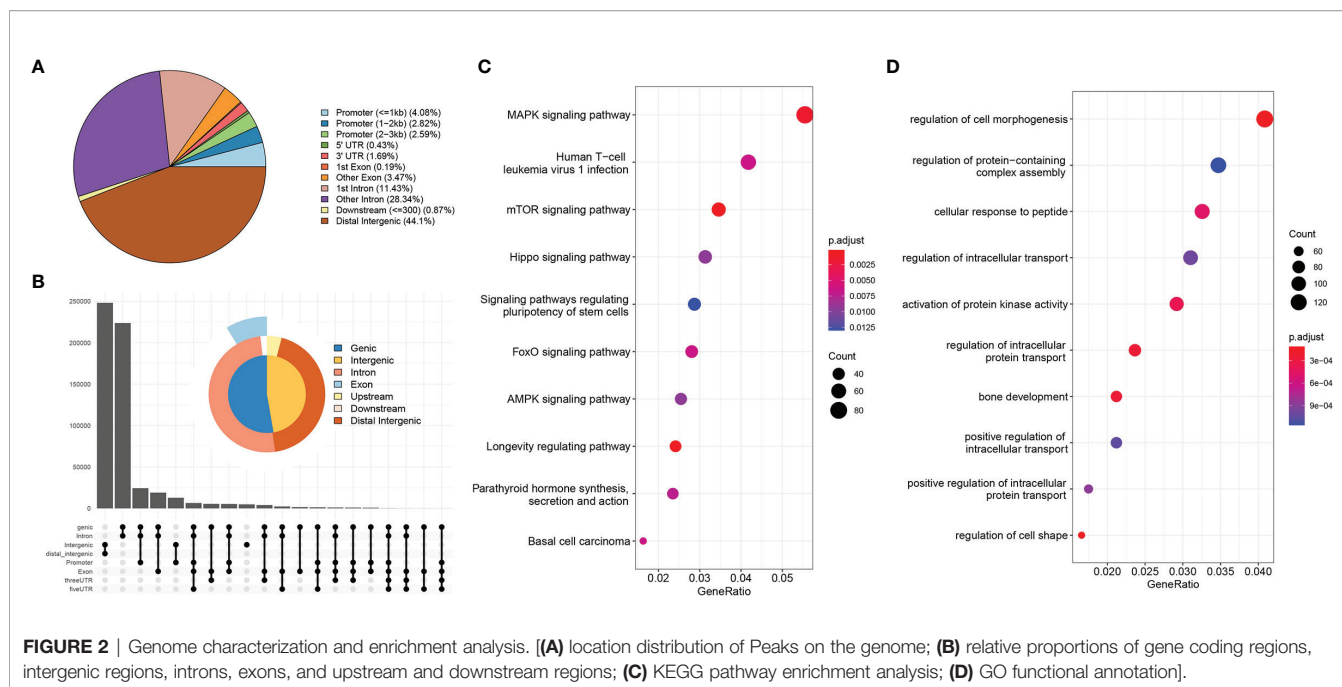 A
Promoter (<=1kb) (4.08%)
Promoter (1−2kb) (2.82%)
Promoter (2−3kb) (2.59%)
5' UTR (0.43%)
3' UTR (1.69%)
1st Exon (0.19%)
Other Exon (3.47%)
1st Intron (11.43%)
Other Intron (28.34%)
Downstream (<=300) (0.87%)
Distal Intergenic (44.1%)
B
250000
200000
150000
100000
50000
0
Genic
Intergenic
Intron
Exon
Upstream
Downstream
Distal Intergenic
genic
Intron
Intergenic
distal_intergenic
Promoter
Exon
threeUTR
fiveUTR
C
MAPK signaling pathway
Human T−cell
leukemia virus 1 infection
mTOR signaling pathway
Hippo signaling pathway
Signaling pathways regulating
pluripotency of stem cells
FoxO signaling pathway
AMPK signaling pathway
Longevity regulating pathway
Parathyroid hormone synthesis,
secretion and action
Basal cell carcinoma
0.02
0.03
0.04
0.05
GeneRatio
p.adjust
0.0025
0.0050
0.0075
0.0100
0.0125
Count
40
60
80
D
regulation of cell morphogenesis
regulation of protein−containing
complex assembly
cellular response to peptide
regulation of intracellular transport
activation of protein kinase activity
regulation of intracellular
protein transport
bone development
positive regulation of
intracellular transport
positive regulation of intracellular
protein transport
regulation of cell shape
0.020
0.025
0.030
0.035
0.040
GeneRatio
Count
60
80
100
120
p.adjust
3e−04
6e−04
9e−04
FIGURE 2 | Genome characterization and enrichment analysis. [(A) location distribution of Peaks on the genome; (B) relative proportions of gene coding regions,
intergenic regions, introns, exons, and upstream and downstream regions; (C) KEGG pathway enrichment analysis; (D) GO functional annotation].